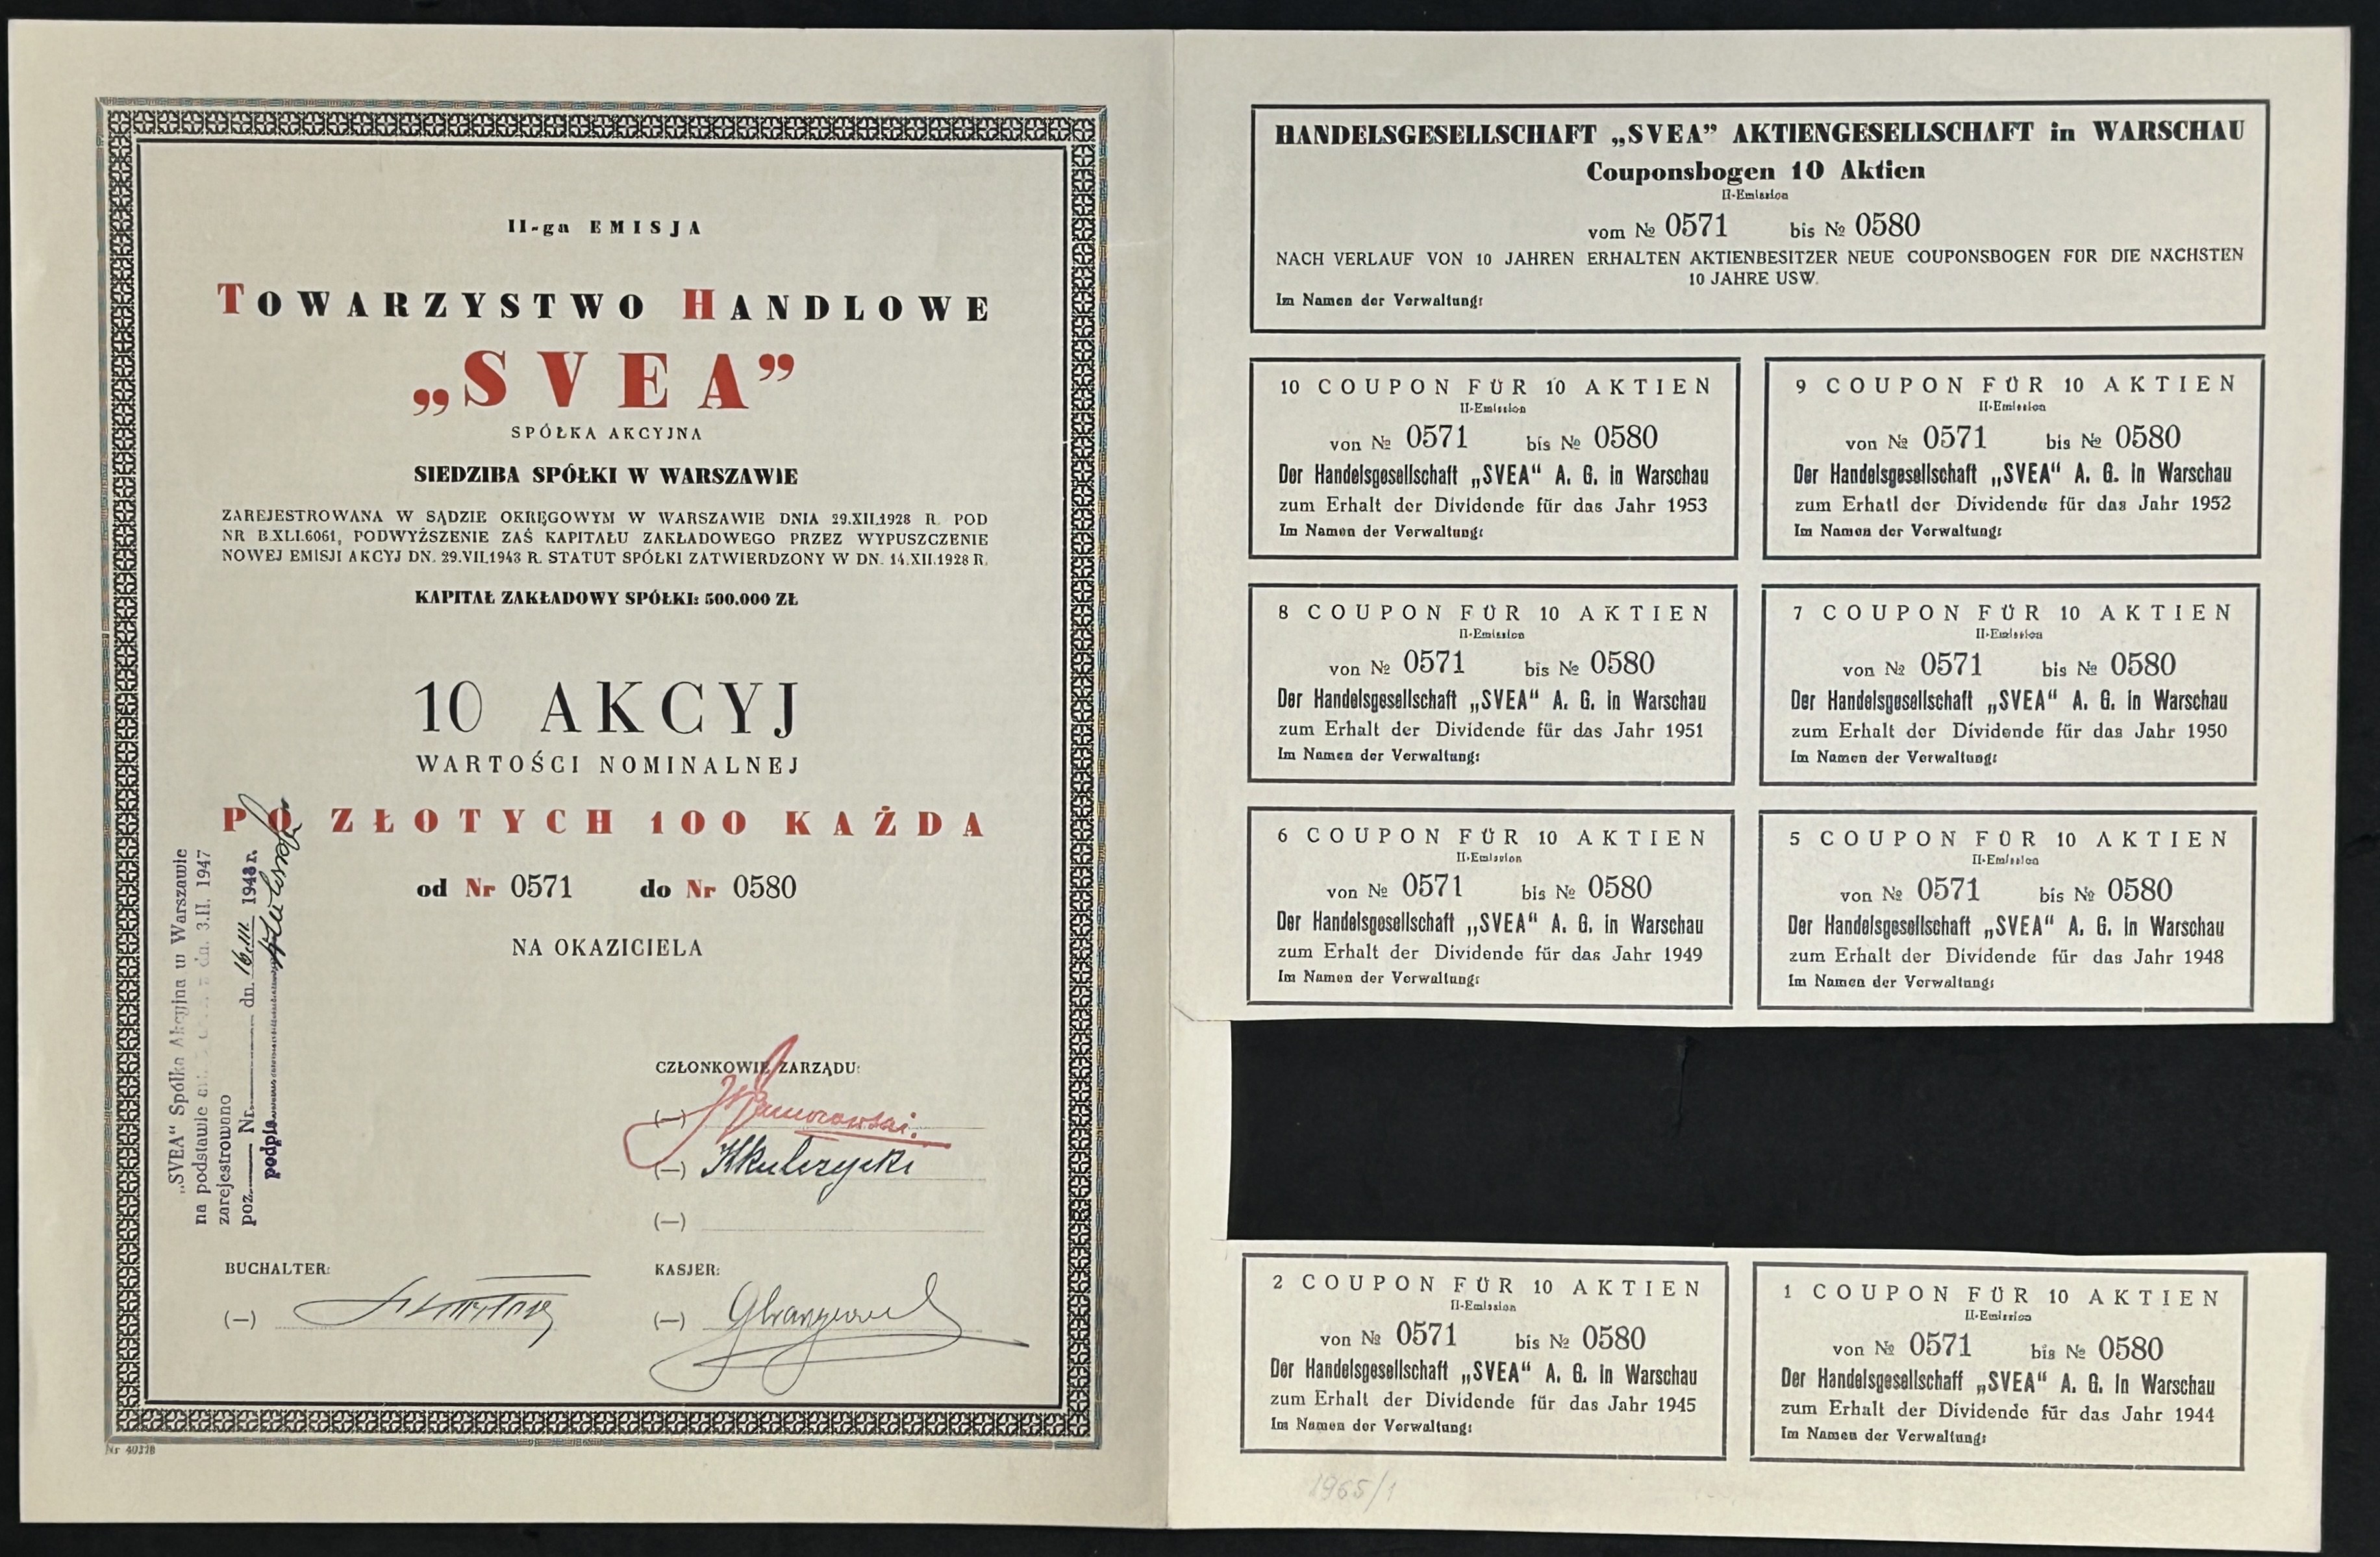 II-ga EMISJA
TOWARZYSTWO HANDLOWE
„SVEA”
SPÓŁKA AKCYJNA
SIEDZIBA SPÓŁKI W WARSZAWIE
ZAREJESTROWANA W SĄDZIE OKRĘGOWYM W WARSZAWIE DNIA 29.XII.1928 R. POD
NR B.XLI.6061, PODWYŻSZENIE ZAŚ KAPITAŁU ZAKŁADOWEGO PRZEZ WYPUSZCZENIE
NOWEJ EMISJI AKCYJ DN. 29.VII.1943 R. STATUT SPÓŁKI ZATWIERDZONY W DN. 14.XII.1928 R.
KAPITAŁ ZAKŁADOWY SPÓŁKI: 500.000 ZŁ
10 AKCYJ
WARTOŚCI NOMINALNEJ
PO ZŁOTYCH 100 KAŻDA
od Nr 0571 do Nr 0580
NA OKAZICIELA
„SVEA“ Spółka Akcyjna w Warszawie
na podstawie dn. 3.II. 1947
zarejestrowano
poz. Nr. dn. 16.III 1948 r.
podpis
CZŁONKOWIE ZARZĄDU:
(—)
(—) KKulczycki
(—)
BUCHALTER:
(—)
KASJER:
(—)
Nr 40378
HANDELSGESELLSCHAFT „SVEA” AKTIENGESELLSCHAFT in WARSCHAU
Couponsbogen 10 Aktien
II-Emission
vom № 0571 bis № 0580
NACH VERLAUF VON 10 JAHREN ERHALTEN AKTIENBESITZER NEUE COUPONSBOGEN FÜR DIE NÄCHSTEN
10 JAHRE USW.
Im Namen der Verwaltung:
10 COUPON FÜR 10 AKTIEN
II-Emission
von № 0571 bis № 0580
Der Handelsgesellschaft „SVEA“ A. G. in Warschau
zum Erhalt der Dividende für das Jahr 1953
Im Namen der Verwaltung:
9 COUPON FÜR 10 AKTIEN
II-Emission
von № 0571 bis № 0580
Der Handelsgesellschaft „SVEA“ A. G. in Warschau
zum Erhatl der Dividende für das Jahr 1952
Im Namen der Verwaltung:
8 COUPON FÜR 10 AKTIEN
II-Emission
von № 0571 bis № 0580
Der Handelsgesellschaft „SVEA“ A. G. in Warschau
zum Erhalt der Dividende für das Jahr 1951
Im Namen der Verwaltung:
7 COUPON FÜR 10 AKTIEN
II-Emission
von № 0571 bis № 0580
Der Handelsgesellschaft „SVEA“ A. G. in Warschau
zum Erhalt der Dividende für das Jahr 1950
Im Namen der Verwaltung:
6 COUPON FÜR 10 AKTIEN
II-Emission
von № 0571 bis № 0580
Der Handelsgesellschaft „SVEA“ A. G. in Warschau
zum Erhalt der Dividende für das Jahr 1949
Im Namen der Verwaltung:
5 COUPON FÜR 10 AKTIEN
II-Emission
von № 0571 bis № 0580
Der Handelsgesellschaft „SVEA“ A. G. in Warschau
zum Erhalt der Dividende für das Jahr 1948
Im Namen der Verwaltung:
2 COUPON FÜR 10 AKTIEN
II-Emission
von № 0571 bis № 0580
Der Handelsgesellschaft „SVEA“ A. G. in Warschau
zum Erhalt der Dividende für das Jahr 1945
Im Namen der Verwaltung:
1 COUPON FÜR 10 AKTIEN
II-Emission
von № 0571 bis № 0580
Der Handelsgesellschaff „SVEA“ A. G. in Warschau
zum Erhalt der Dividende für das Jahr 1944
Im Namen der Verwaltung:
1965/1